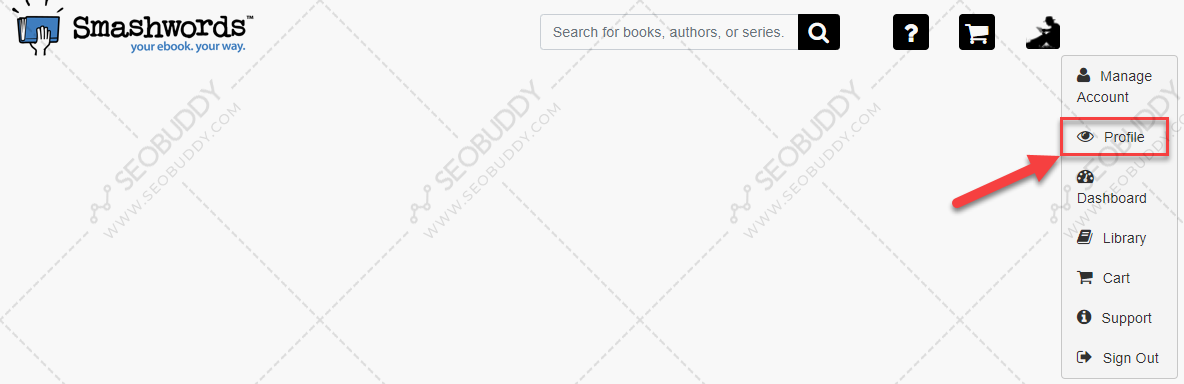 Smashwords™
your ebook. your way.
Search for books, authors, or series.
?
Manage
Account
Profile
Dashboard
Library
Cart
Support
Sign Out
SEOBUDDY
WWW.SEOBUDDY.COM
SEOBUDDY
WWW.SEOBUDDY.COM
SEOBUDDY
WWW.SEOBUDDY.COM
SEOBUDDY
WWW.SEOBUDDY.COM